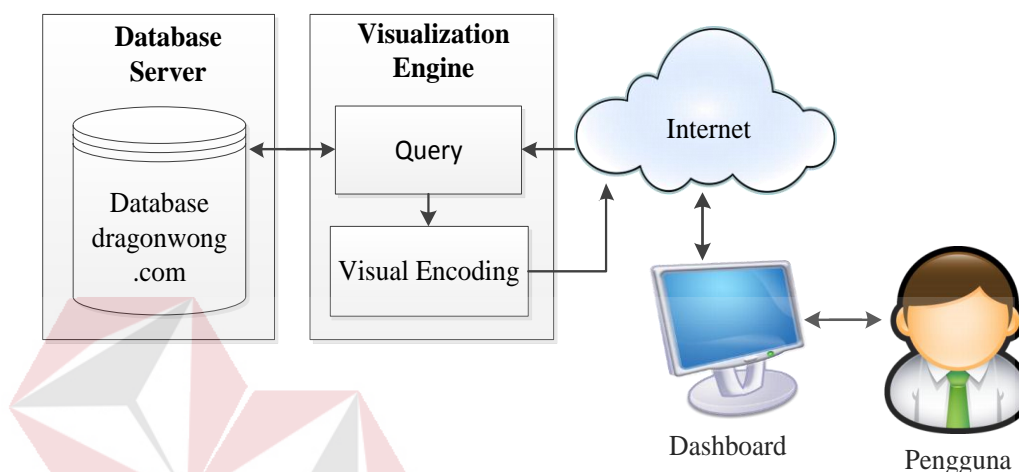 Database
Server
Database
dragonwong
.com
Visualization
Engine
Query
Visual Encoding
Internet
Dashboard
Pengguna